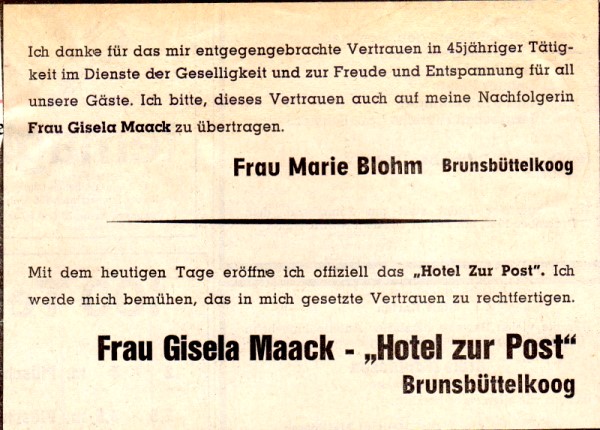 Ich danke für das mir entgegengebrachte Vertrauen in 45jähriger Tätig-
keit im Dienste der Geselligkeit und zur Freude und Entspannung für all
unsere Gäste. Ich bitte, dieses Vertrauen auch auf meine Nachfolgerin
Frau Gisela Maack zu übertragen.
Frau Marie Blohm Brunsbüttelkoog
Mit dem heutigen Tage eröffne ich offiziell das „Hotel Zur Post“. Ich
werde mich bemühen, das in mich gesetzte Vertrauen zu rechtfertigen.
Frau Gisela Maack - „Hotel zur Post“
Brunsbüttelkoog